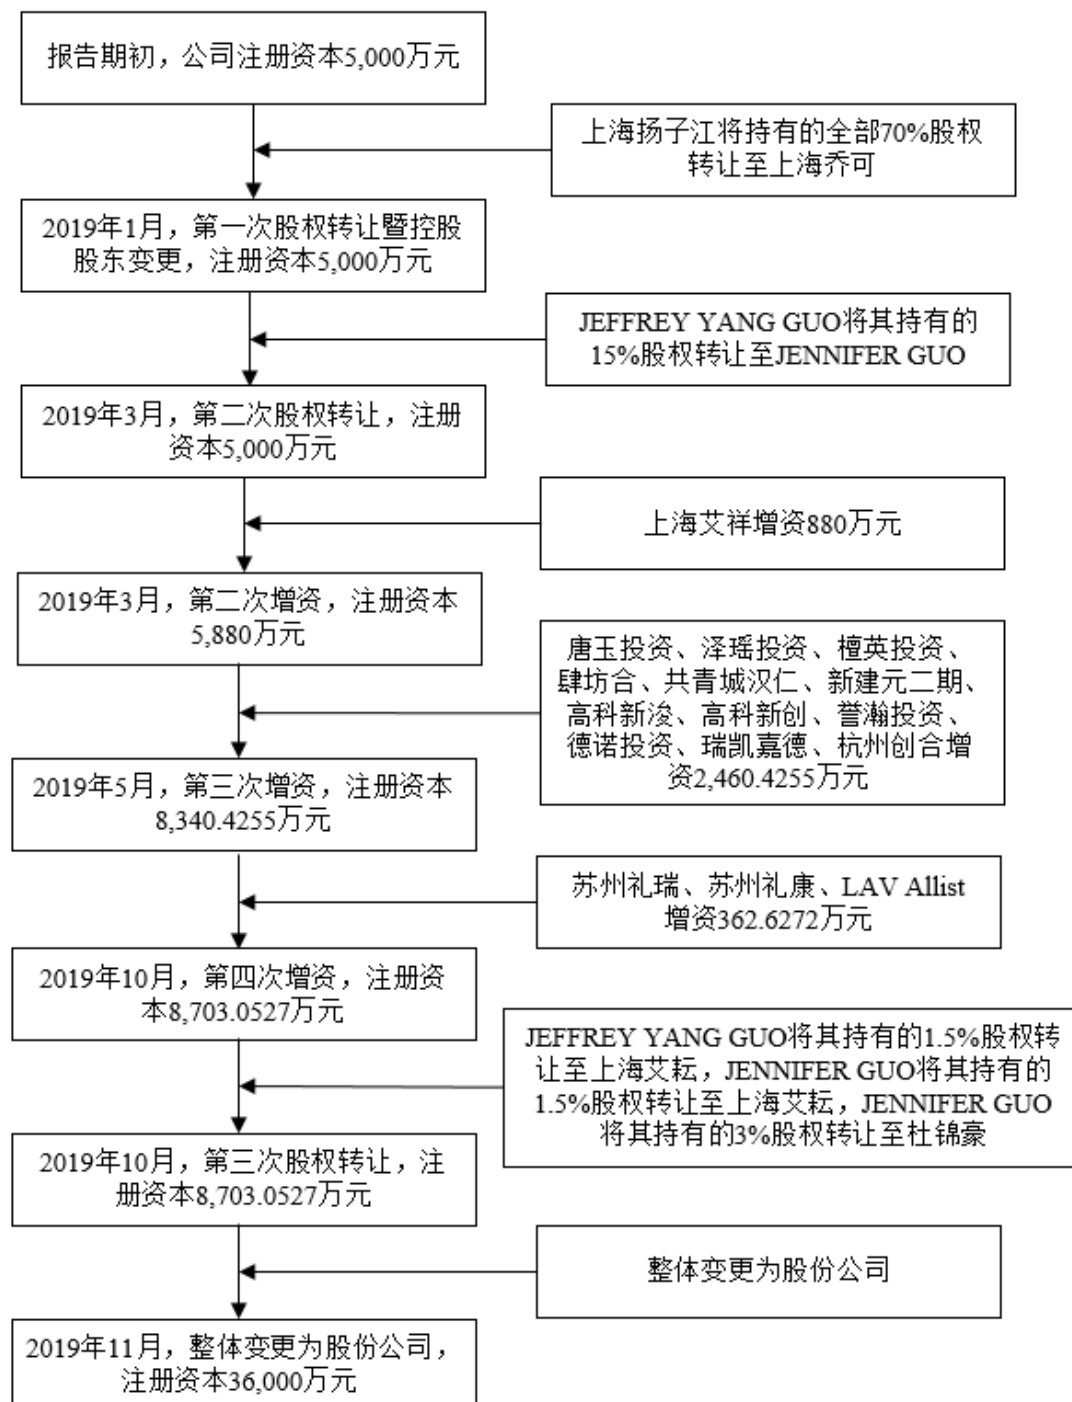 报告期初，公司注册资本5,000万元
上海扬子江将持有的全部70%股权
转让至上海乔可
2019年1月，第一次股权转让暨控股
股东变更，注册资本5,000万元
JEFFREY YANG GUO将其持有的
15%股权转让至JENNIFER GUO
2019年3月，第二次股权转让，注册
资本5,000万元
上海艾祥增资880万元
2019年3月，第二次增资，注册资本
5,880万元
唐玉投资、泽瑶投资、檀英投资、
肆坊合、共青城汉仁、新建元二期、
高科新浚、高科新创、誉瀚投资、
德诺投资、瑞凯嘉德、杭州创合增
资2,460.4255万元
2019年5月，第三次增资，注册资本
8,340.4255万元
苏州礼瑞、苏州礼康、LAV Allist
增资362.6272万元
2019年10月，第四次增资，注册资
本8,703.0527万元
JEFFREY YANG GUO将其持有的1.5%股权转
让至上海艾耘，JENNIFER GUO将其持有的
1.5%股权转让至上海艾耘，JENNIFER GUO
将其持有的3%股权转让至杜锦豪
2019年10月，第三次股权转让，注
册资本8,703.0527万元
整体变更为股份公司
2019年11月，整体变更为股份公司，
注册资本36,000万元